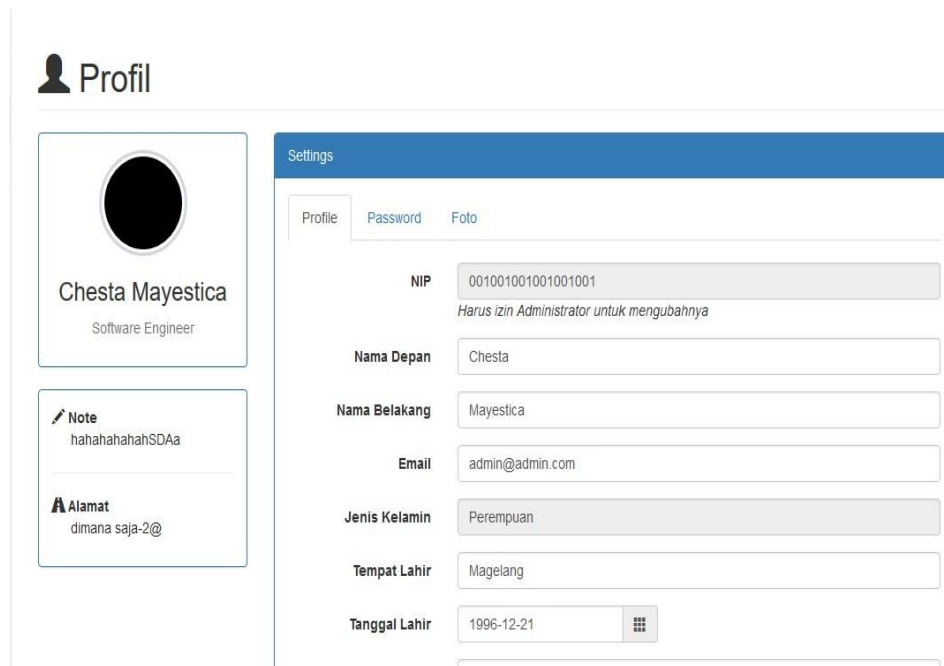 Profil
Chesta Mayestica
Software Engineer
Note
hahahahahahSDAa
Alamat
dimana saja-2@
Settings
Profile Password Foto
NIP 001001001001001001
Harus izin Administrator untuk mengubahnya
Nama Depan Chesta
Nama Belakang Mayestica
Email admin@admin.com
Jenis Kelamin Perempuan
Tempat Lahir Magelang
Tanggal Lahir 1996-12-21